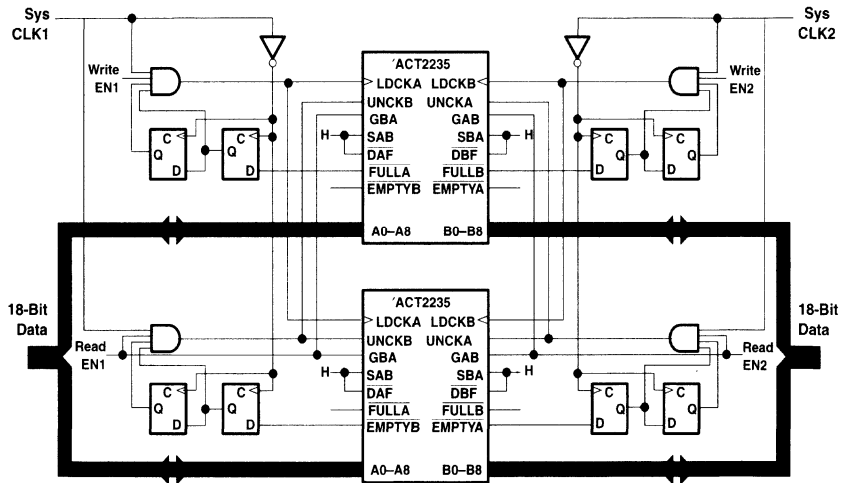 Sys
CLK1
Sys
CLK2
'ACT2235
Write
EN1
LDCKA LDCKB
UNCKB UNCKA
GBA GAB
SAB SBA
DAF DBF
FULLA FULLB
EMPTYB EMPTYA
A0–A8 B0–B8
Write
EN2
H
H
C
Q
D
C
Q
D
C
Q
D
C
Q
D
18-Bit
Data
18-Bit
Data
'ACT2235
Read
EN1
LDCKA LDCKB
UNCKB UNCKA
GBA GAB
SAB SBA
DAF DBF
FULLA FULLB
EMPTYB EMPTYA
A0–A8 B0–B8
Read
EN2
H
H
C
Q
D
C
Q
D
C
Q
D
C
Q
D